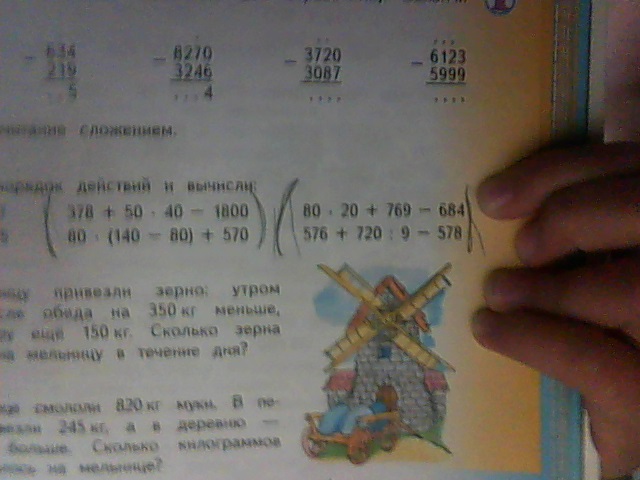 − 634 − 8270 − 3720 − 6123
219 3246 3087 5999
..5 ....4 .... ....
сложением.
порядок действий и вычисли:
378 + 50 · 40 − 1800 80 · 20 + 769 − 684
80 · (140 − 80) + 570 576 + 720 : 9 − 578
привезли зерно: утром
обеда на 350 кг меньше,
ещё 150 кг. Сколько зерна
мельницу в течение дня?
смололи 820 кг муки. В пе-
245 кг, а в деревню —
больше. Сколько килограммов
на мельнице?